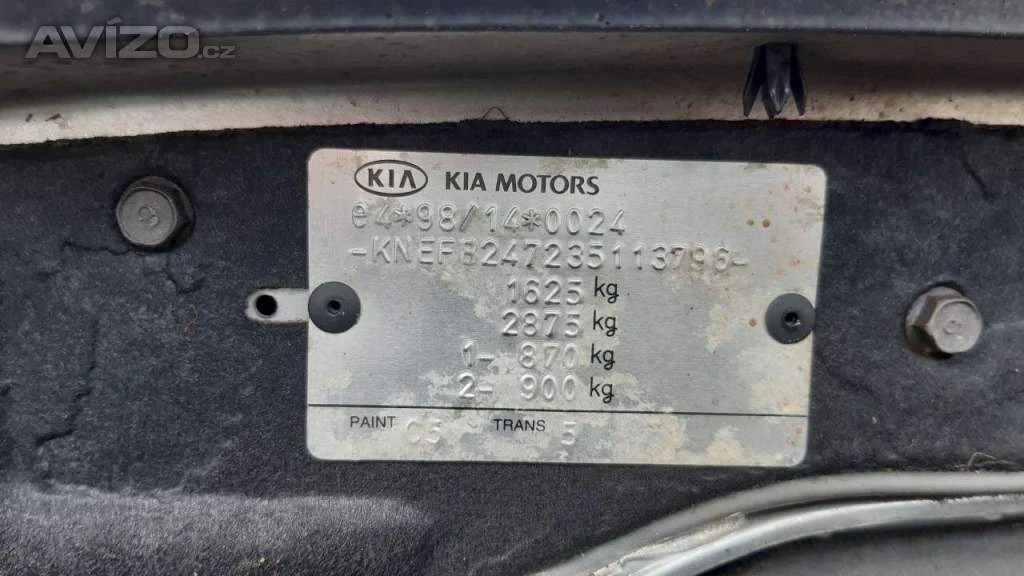 AVÍZO.cz
KIA KIA MOTORS
e4*98/14*0024
-KNEFB247235113796-
1625 kg
2875 kg
1- 870 kg
2- 900 kg
PAINT C5 TRANS 5
8